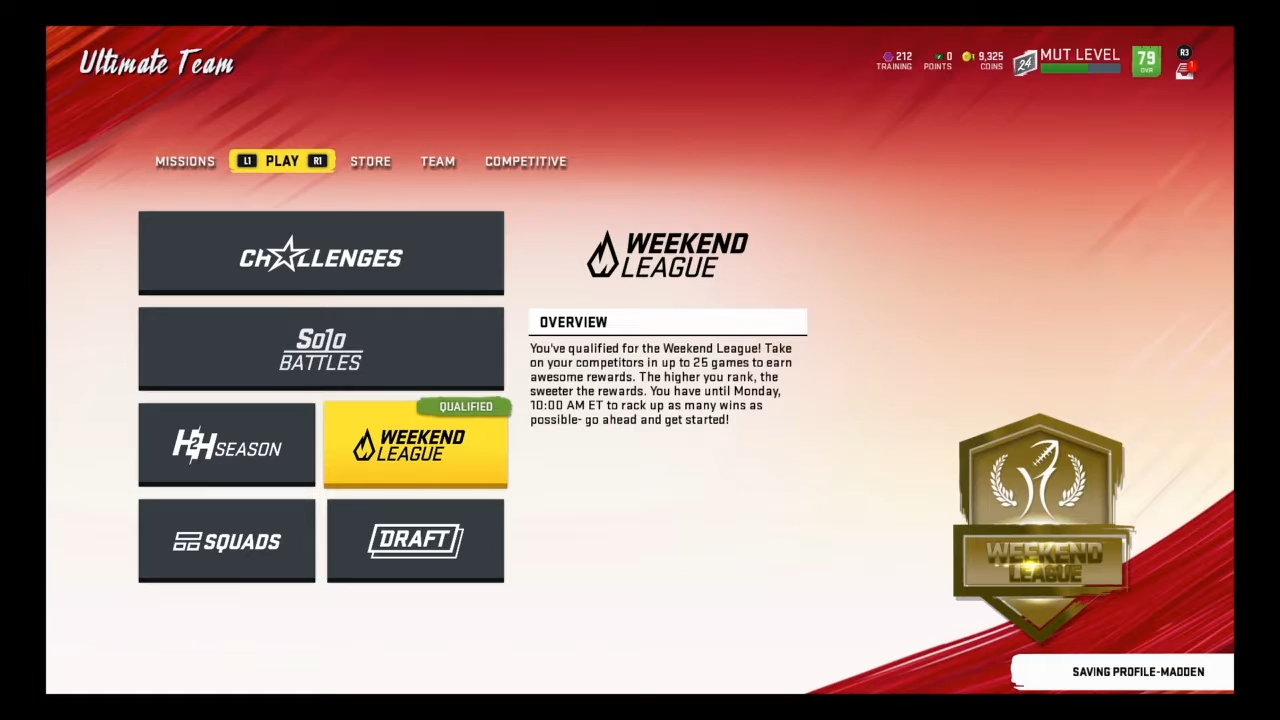 Ultimate Team
212
TRAINING
0
POINTS
9,325
COINS
24
MUT LEVEL
79
OVR
R3
1
MISSIONS
L1 PLAY R1
STORE
TEAM
COMPETITIVE
CHALLENGES
Solo
BATTLES
QUALIFIED
H2H SEASON
WEEKEND
LEAGUE
SQUADS
DRAFT
WEEKEND
LEAGUE
OVERVIEW
You've qualified for the Weekend League! Take
on your competitors in up to 25 games to earn
awesome rewards. The higher you rank, the
sweeter the rewards. You have until Monday,
10:00 AM ET to rack up as many wins as
possible- go ahead and get started!
WEEKEND
LEAGUE
SAVING PROFILE-MADDEN